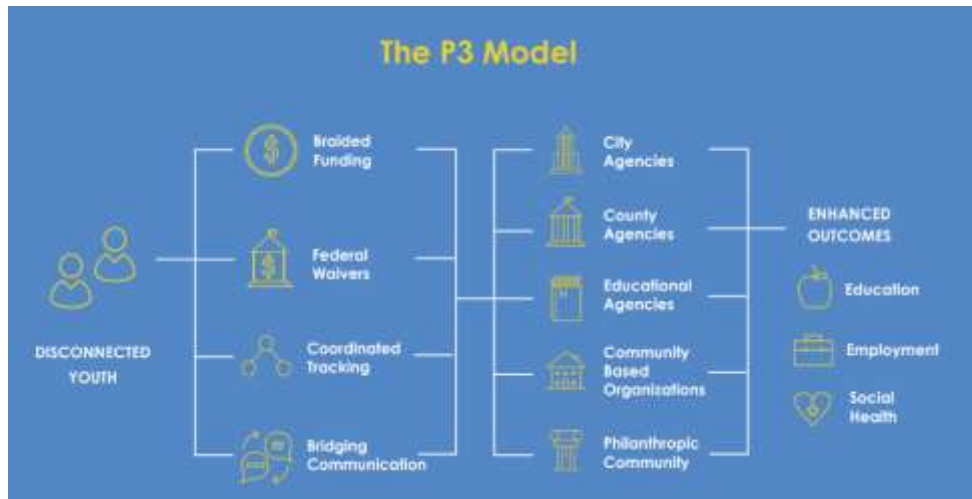 The P3 Model
DISCONNECTED
YOUTH
Braided
Funding
Federal
Waivers
Coordinated
Tracking
Bridging
Communication
City
Agencies
County
Agencies
Educational
Agencies
Community
Based
Organizations
Philanthropic
Community
ENHANCED
OUTCOMES
Education
Employment
Social
Health